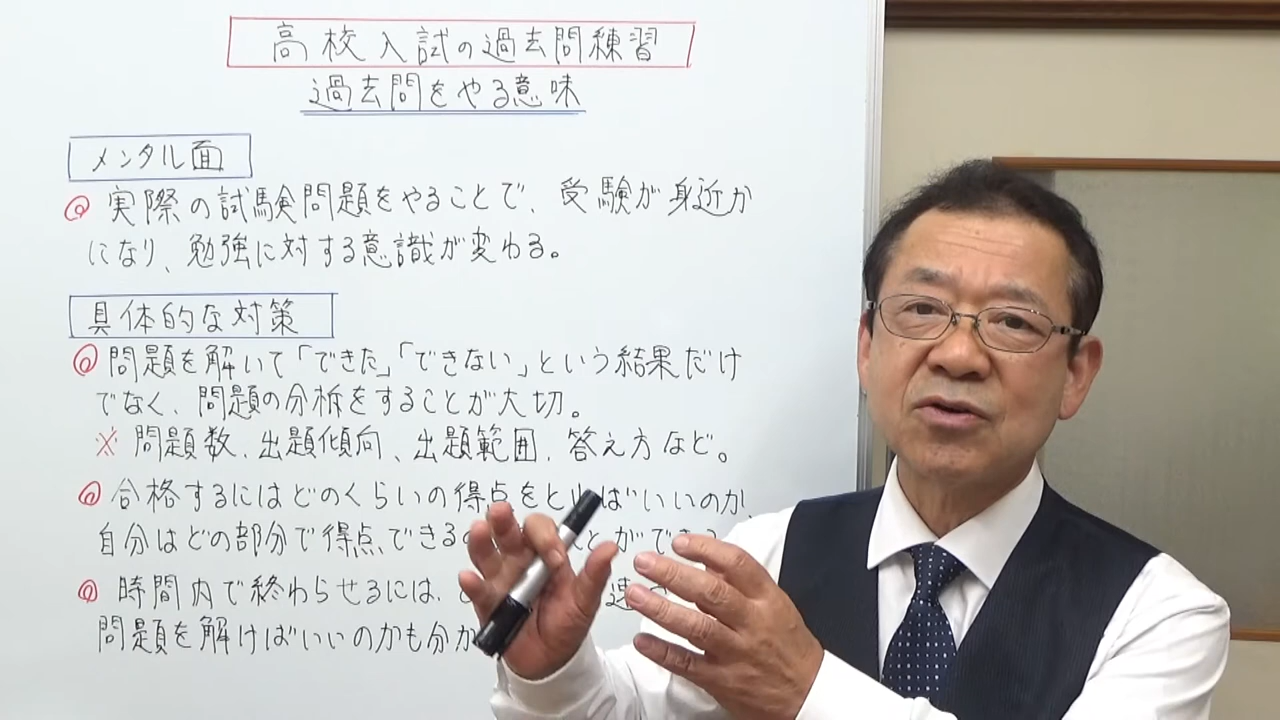 高校入試の過去問練習
過去問をやる意味
メンタル面
◎ 実際の試験問題をやることで、受験が身近か
になり、勉強に対する意識が変わる。
具体的な対策
◎ 問題を解いて「できた」「できない」という結果だけ
でなく、問題の分析をすることが大切。
※ 問題数、出題傾向、出題範囲、答え方など。
◎ 合格するにはどのくらいの得点をとればいいのか、
自分はどの部分で得点できるの
◎ 時間内で終わらせるには、
問題を解けばいいのかも分か